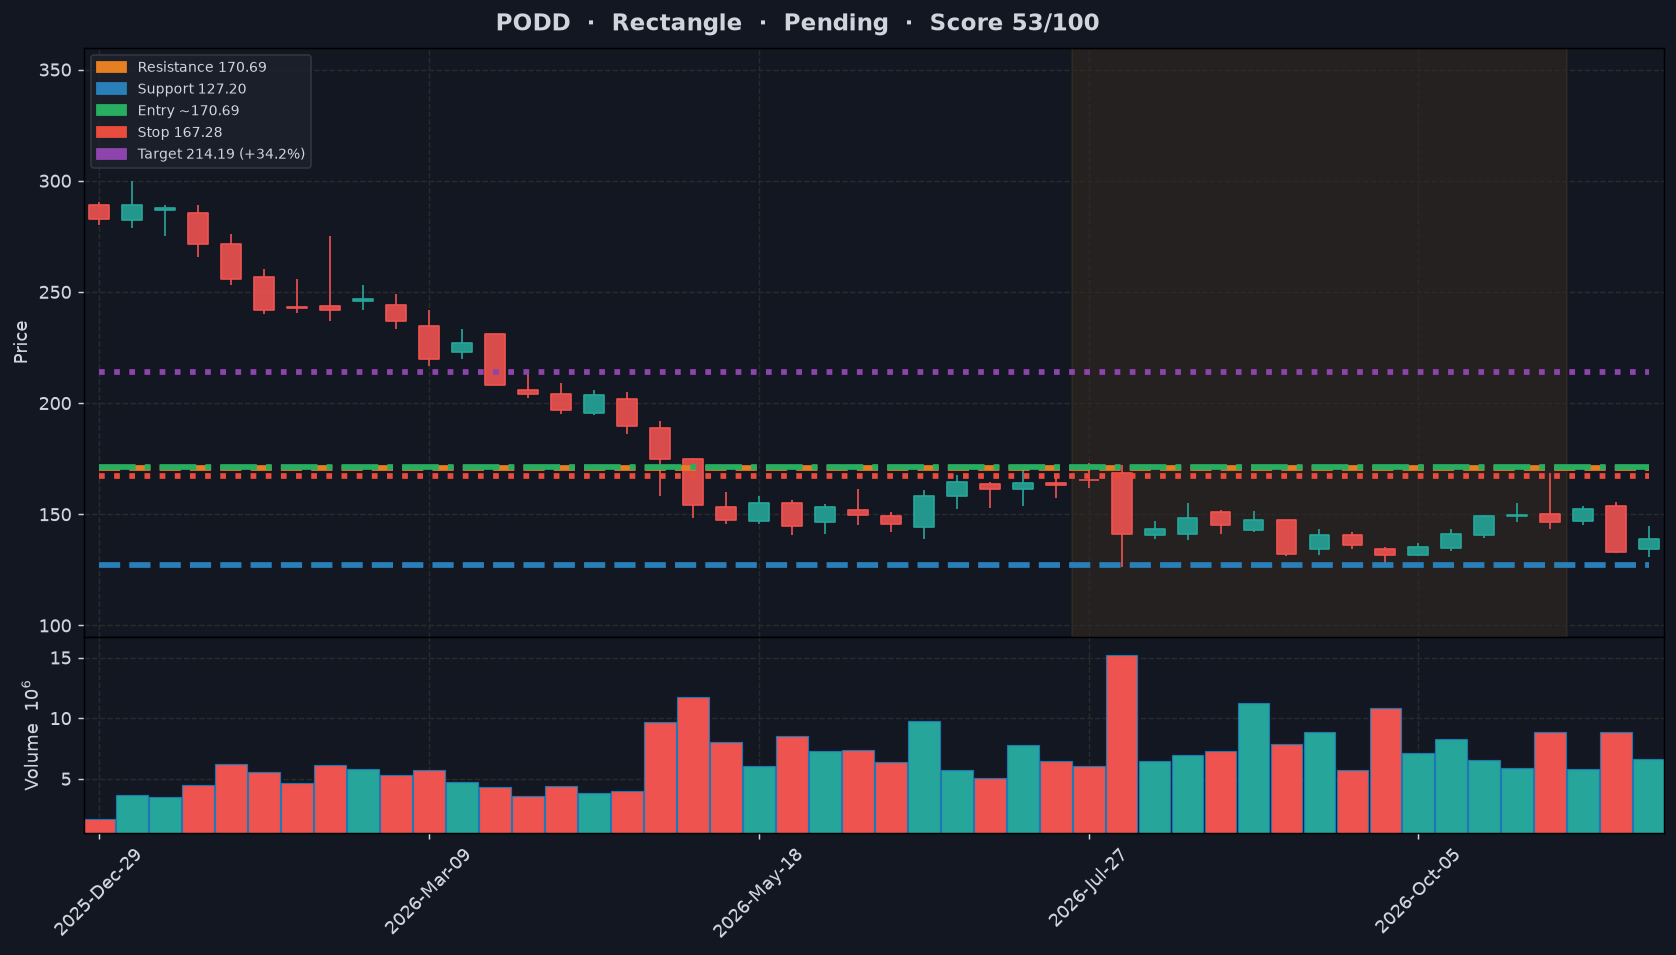 PODD · Rectangle · Pending · Score 53/100
Resistance 170.69
Support 127.20
Entry ~170.69
Stop 167.28
Target 214.19 (+34.2%)
350
300
250
200
150
100
Price
15
10
5
Volume 10⁶
2025-Dec-29
2026-Mar-09
2026-May-18
2026-Jul-27
2026-Oct-05